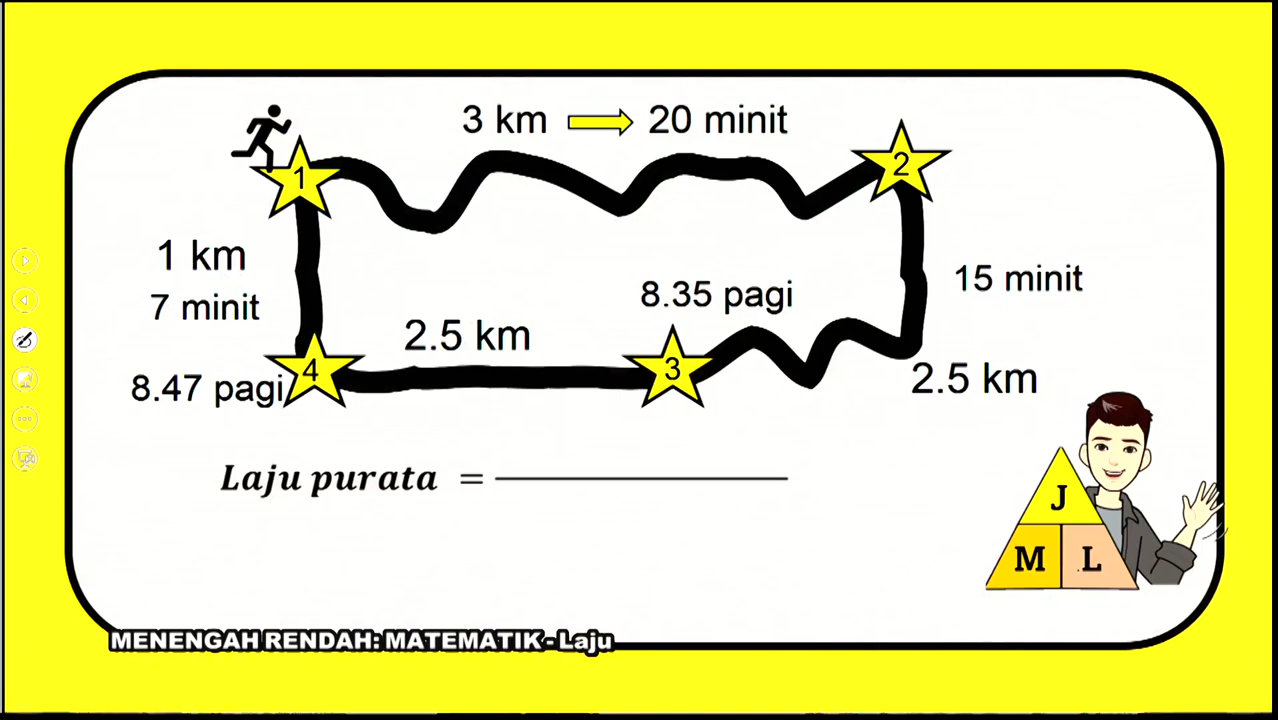 3 km 20 minit
1
2
1 km
7 minit
15 minit
8.35 pagi
2.5 km
3
4
2.5 km
8.47 pagi
Laju purata =
J
M L
MENENGAH RENDAH: MATEMATIK - Laju